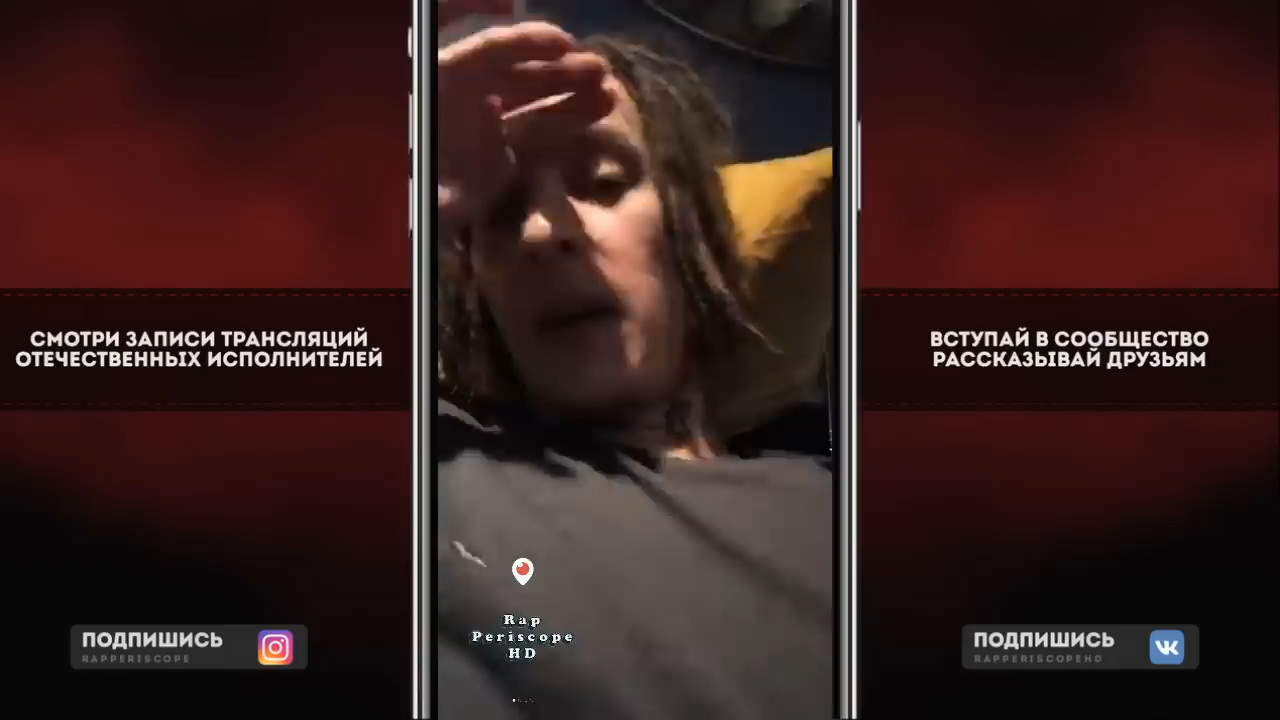 СМОТРИ ЗАПИСИ ТРАНСЛЯЦИЙ
ОТЕЧЕСТВЕННЫХ ИСПОЛНИТЕЛЕЙ
ВСТУПАЙ В СООБЩЕСТВО
РАССКАЗЫВАЙ ДРУЗЬЯМ
Rap
Periscope
HD
ПОДПИШИСЬ
RAPPERISCOPE
ПОДПИШИСЬ
RAPPERISCOPEHD